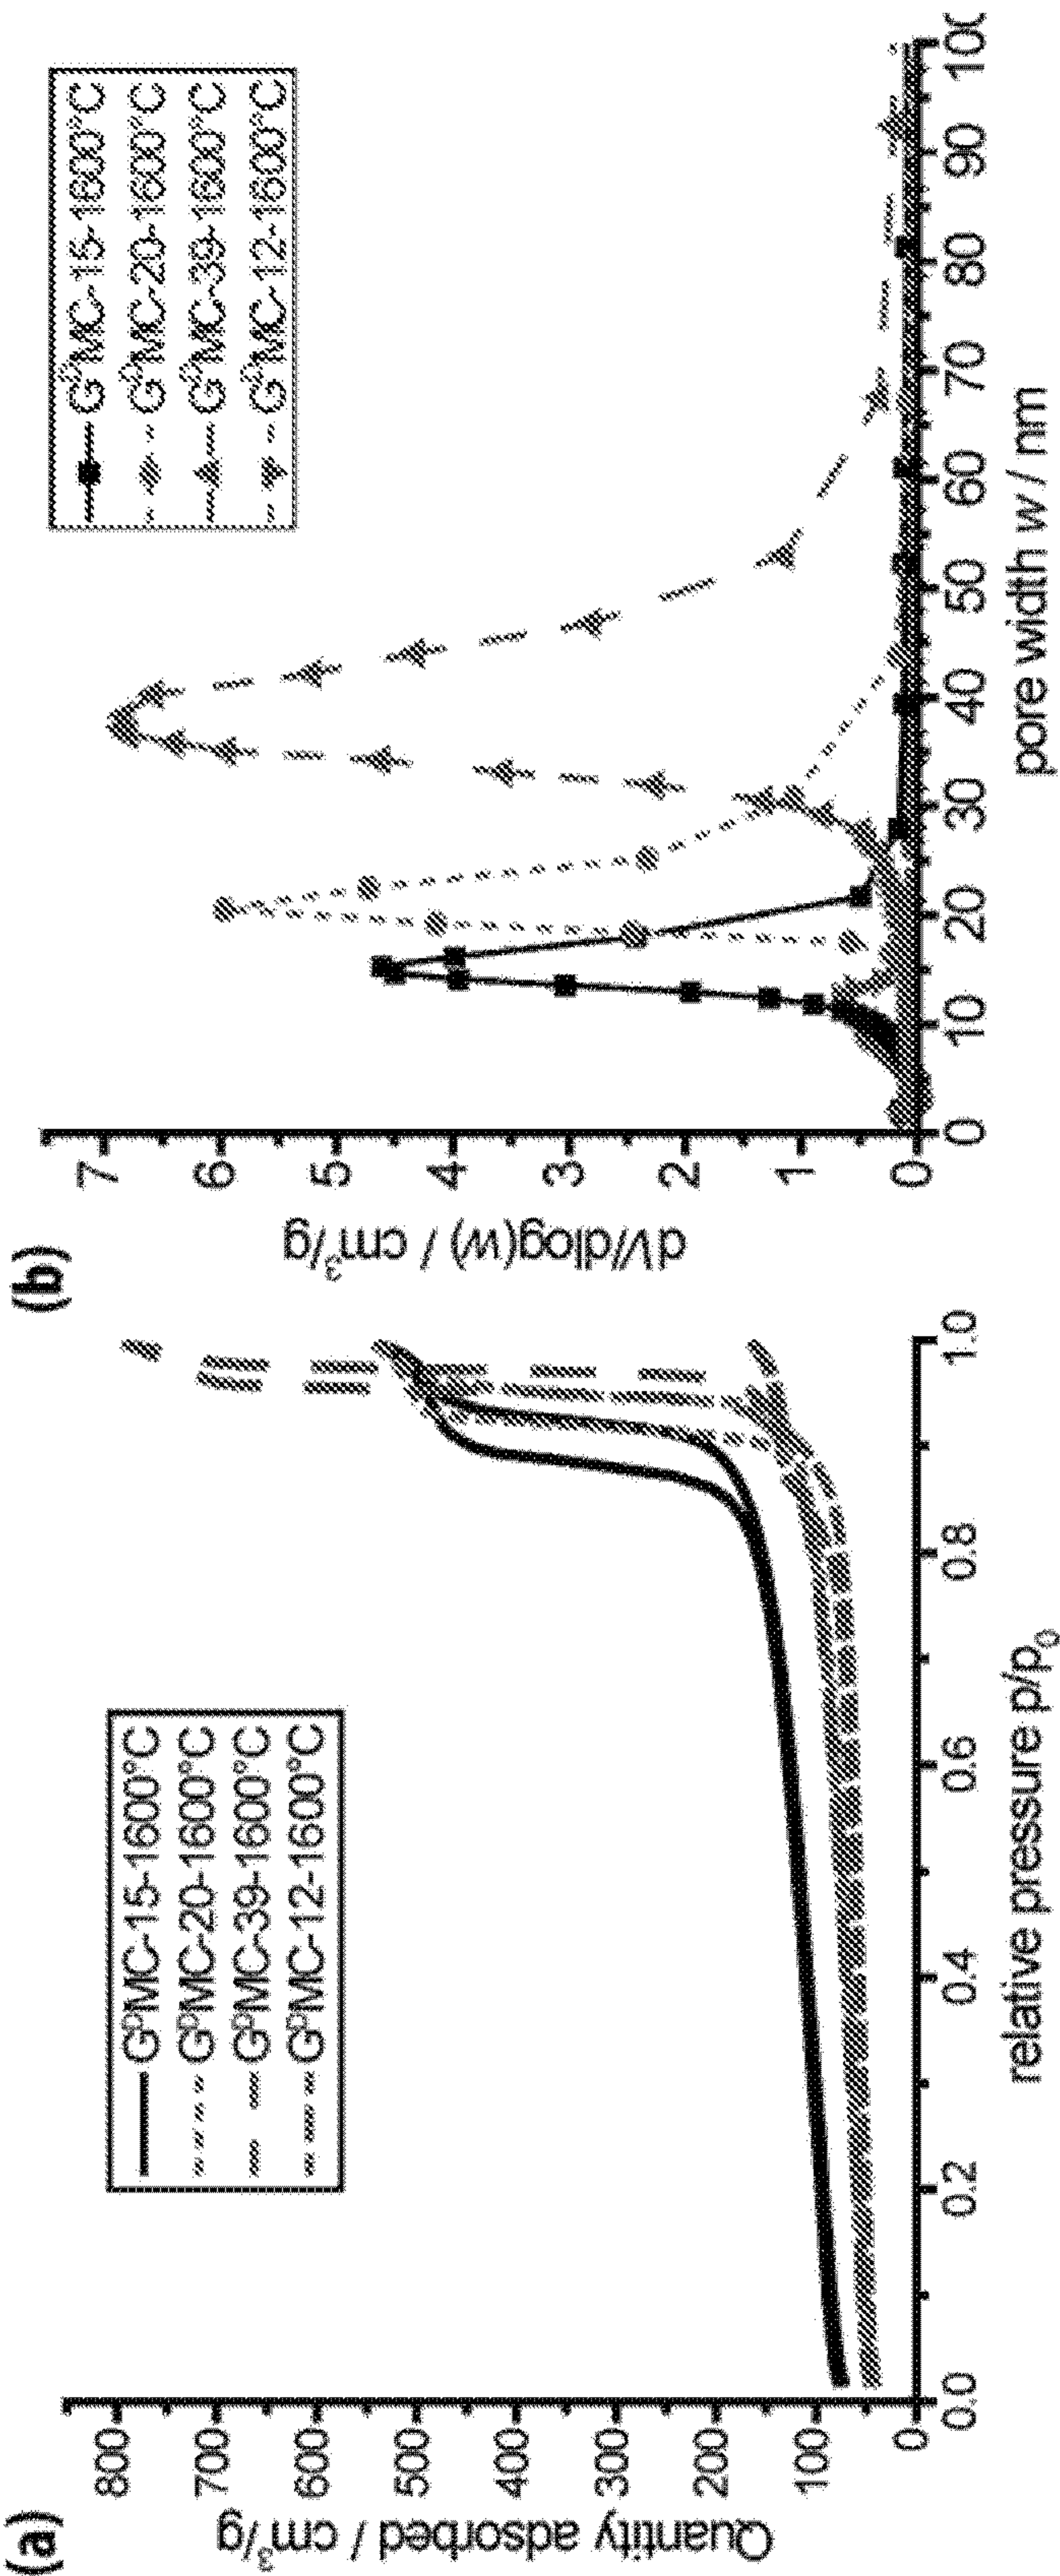 (a)
Quantity adsorbed / cm³/g
800
700
600
500
400
300
200
100
0
GᴰMC-15-1600°C
GᴰMC-20-1600°C
GᴰMC-39-1600°C
GᴰMC-12-1600°C
0.0
0.2
0.4
0.6
0.8
1.0
relative pressure p/p₀
(b)
dV/dlog(w) / cm³/g
7
6
5
4
3
2
1
0
GᴰMC-15-1600°C
GᴰMC-20-1600°C
GᴰMC-39-1600°C
GᴰMC-12-1600°C
0
10
20
30
40
50
60
70
80
90
100
pore width w / nm